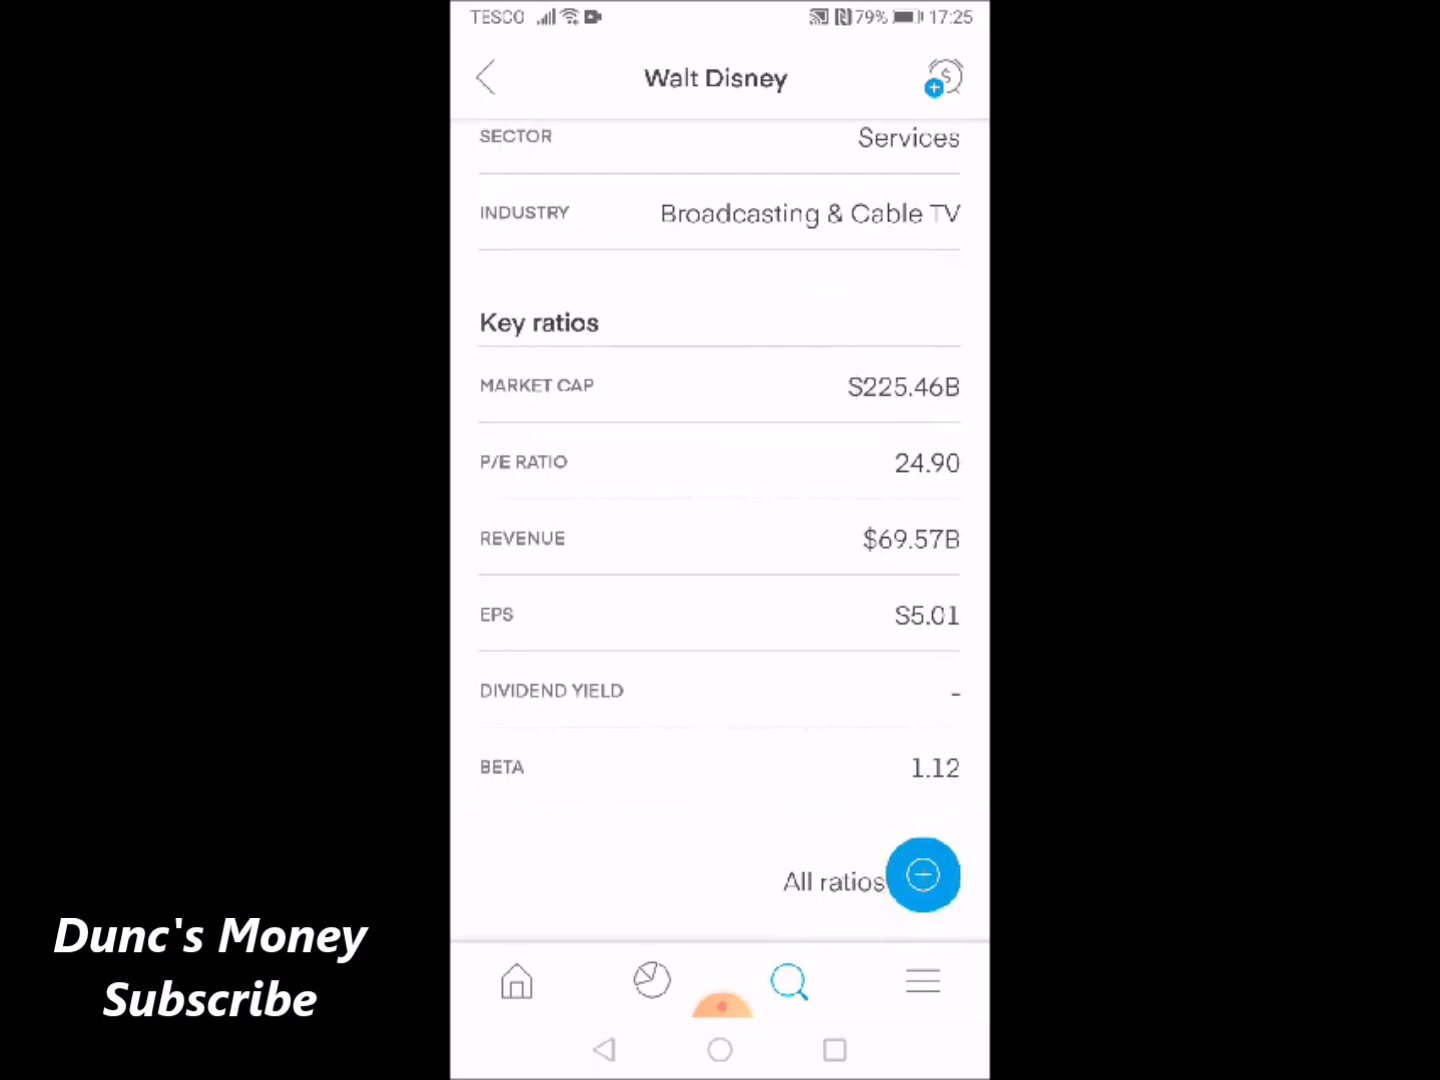 TESCO 79% 17:25
Walt Disney
SECTOR Services
INDUSTRY Broadcasting & Cable TV
Key ratios
MARKET CAP $225.46B
P/E RATIO 24.90
REVENUE $69.57B
EPS $5.01
DIVIDEND YIELD -
BETA 1.12
All ratios
Dunc's Money
Subscribe